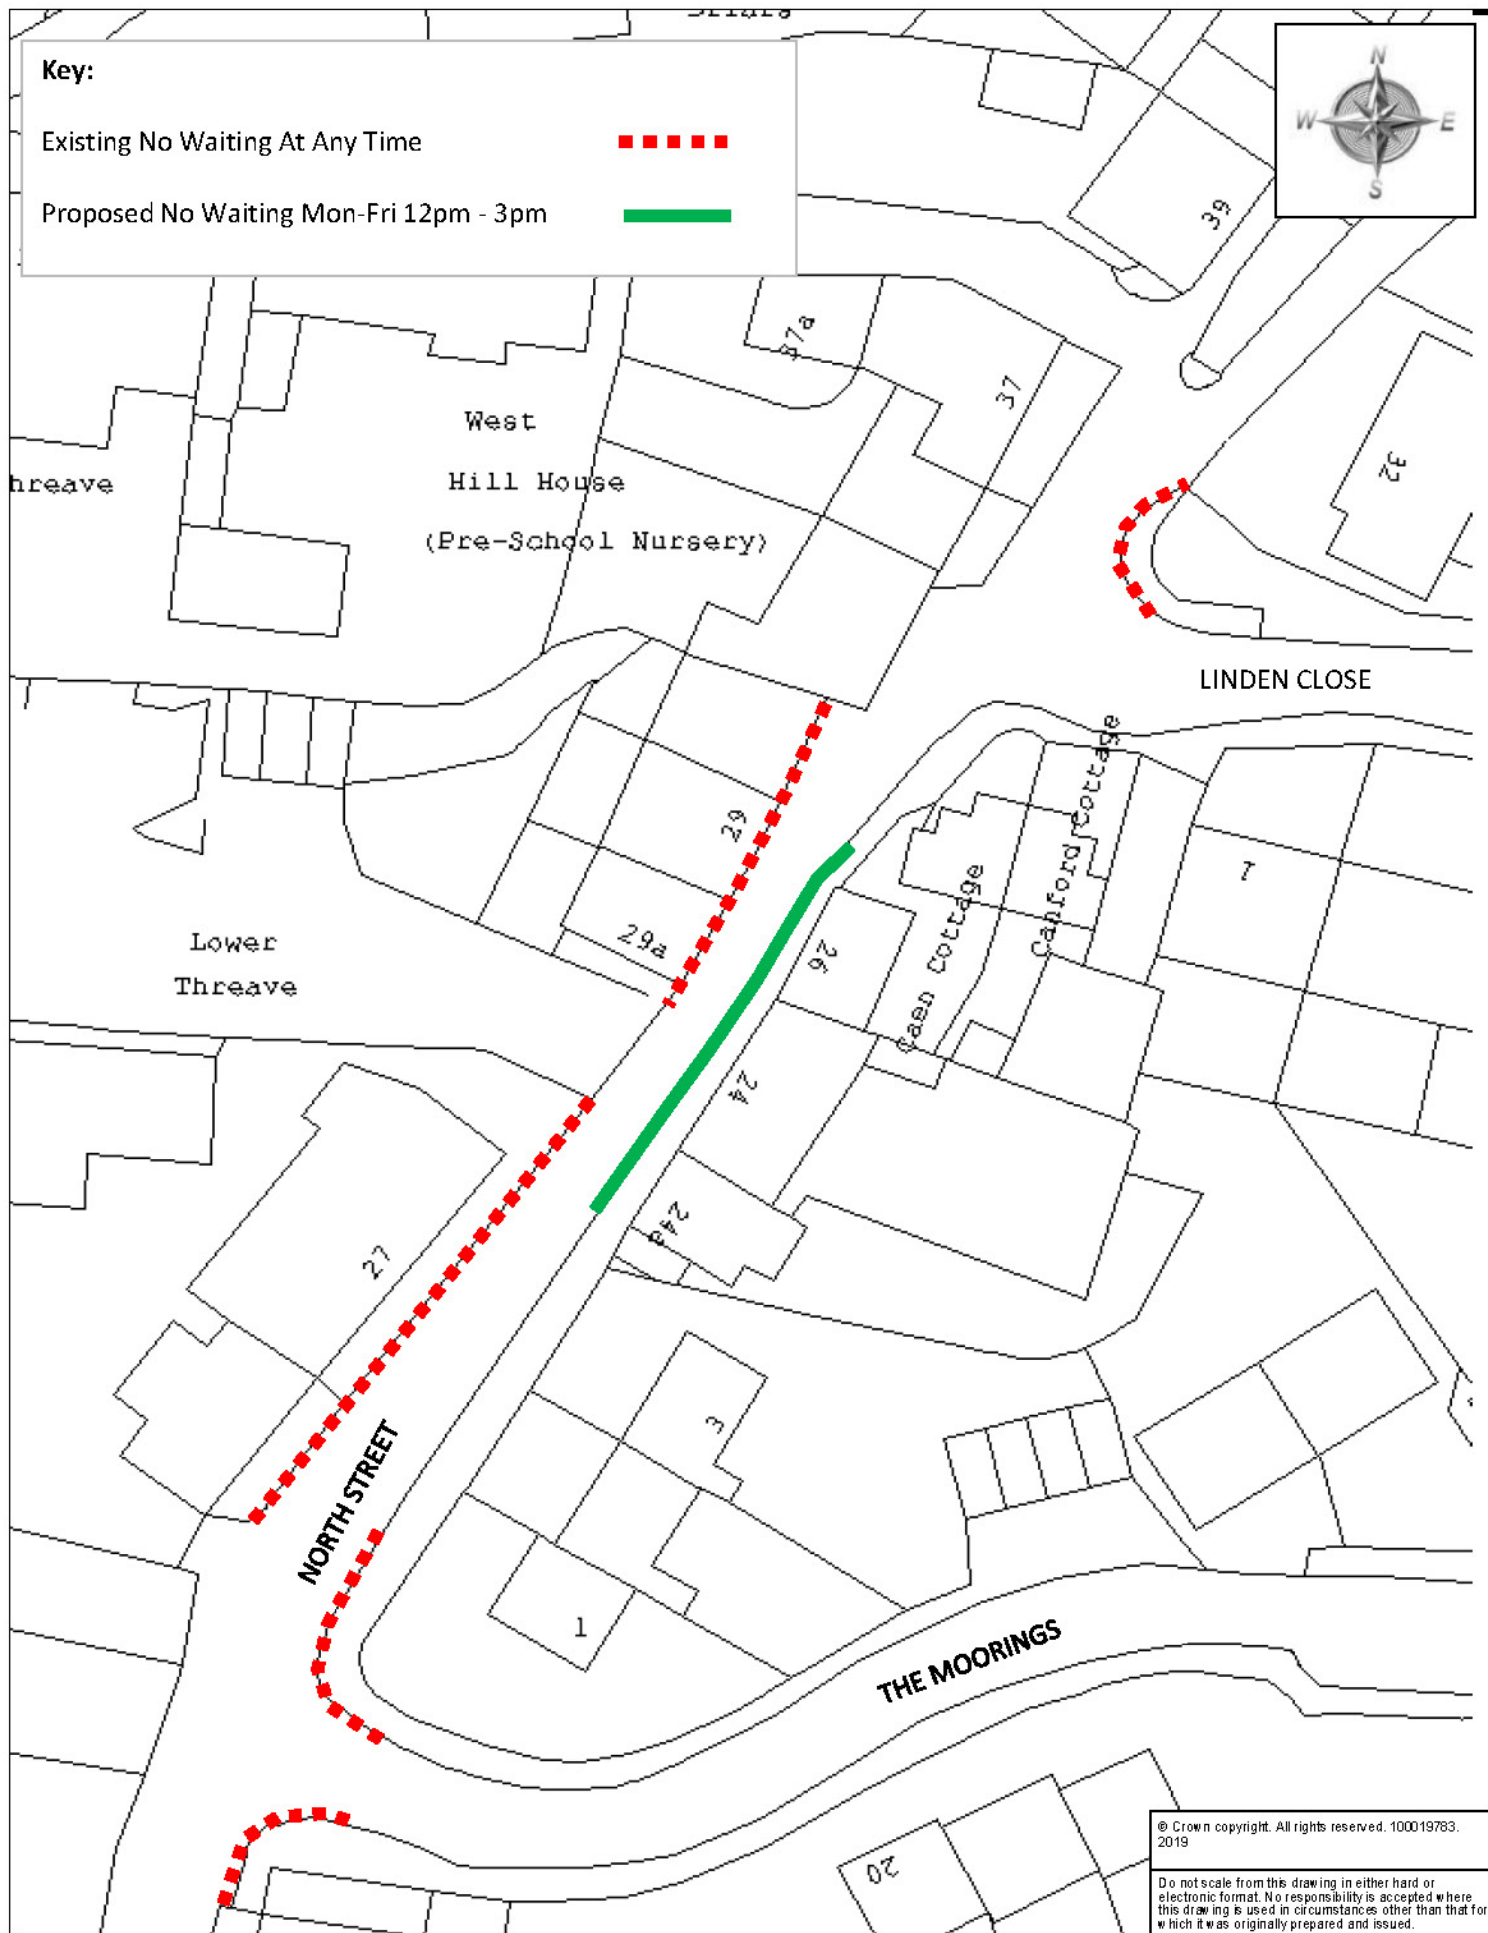 Key:
Existing No Waiting At Any Time
Proposed No Waiting Mon-Fri 12pm - 3pm
N
W E
S
39
37a
37
West
Hill House
(Pre-School Nursery)
hreave
32
LINDEN CLOSE
29
29a
Lower
Threave
26
Caen Cottage
Canford Cottage
7
24
24a
27
3
NORTH STREET
1
THE MOORINGS
20
© Crown copyright. All rights reserved. 100019783.
2019
Do not scale from this drawing in either hard or
electronic format. No responsibility is accepted where
this drawing is used in circumstances other than that for
which it was originally prepared and issued.